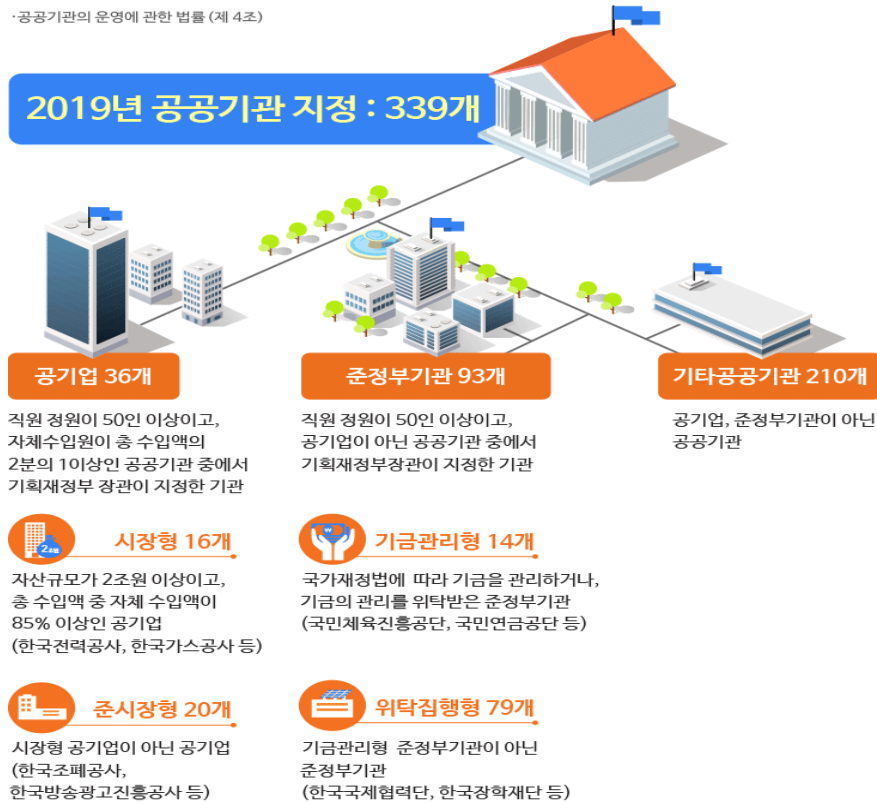 ·공공기관의 운영에 관한 법률 (제 4조)
2019년 공공기관 지정 : 339개
공기업 36개
직원 정원이 50인 이상이고,
자체수입원이 총 수입액의
2분의 1이상인 공공기관 중에서
기획재정부 장관이 지정한 기관
준정부기관 93개
직원 정원이 50인 이상이고,
공기업이 아닌 공공기관 중에서
기획재정부장관이 지정한 기관
기타공공기관 210개
공기업, 준정부기관이 아닌
공공기관
시장형 16개
자산규모가 2조원 이상이고,
총 수입액 중 자체 수입액이
85% 이상인 공기업
(한국전력공사, 한국가스공사 등)
기금관리형 14개
국가재정법에 따라 기금을 관리하거나,
기금의 관리를 위탁받은 준정부기관
(국민체육진흥공단, 국민연금공단 등)
준시장형 20개
시장형 공기업이 아닌 공기업
(한국조폐공사,
한국방송광고진흥공사 등)
위탁집행형 79개
기금관리형 준정부기관이 아닌
준정부기관
(한국국제협력단, 한국장학재단 등)